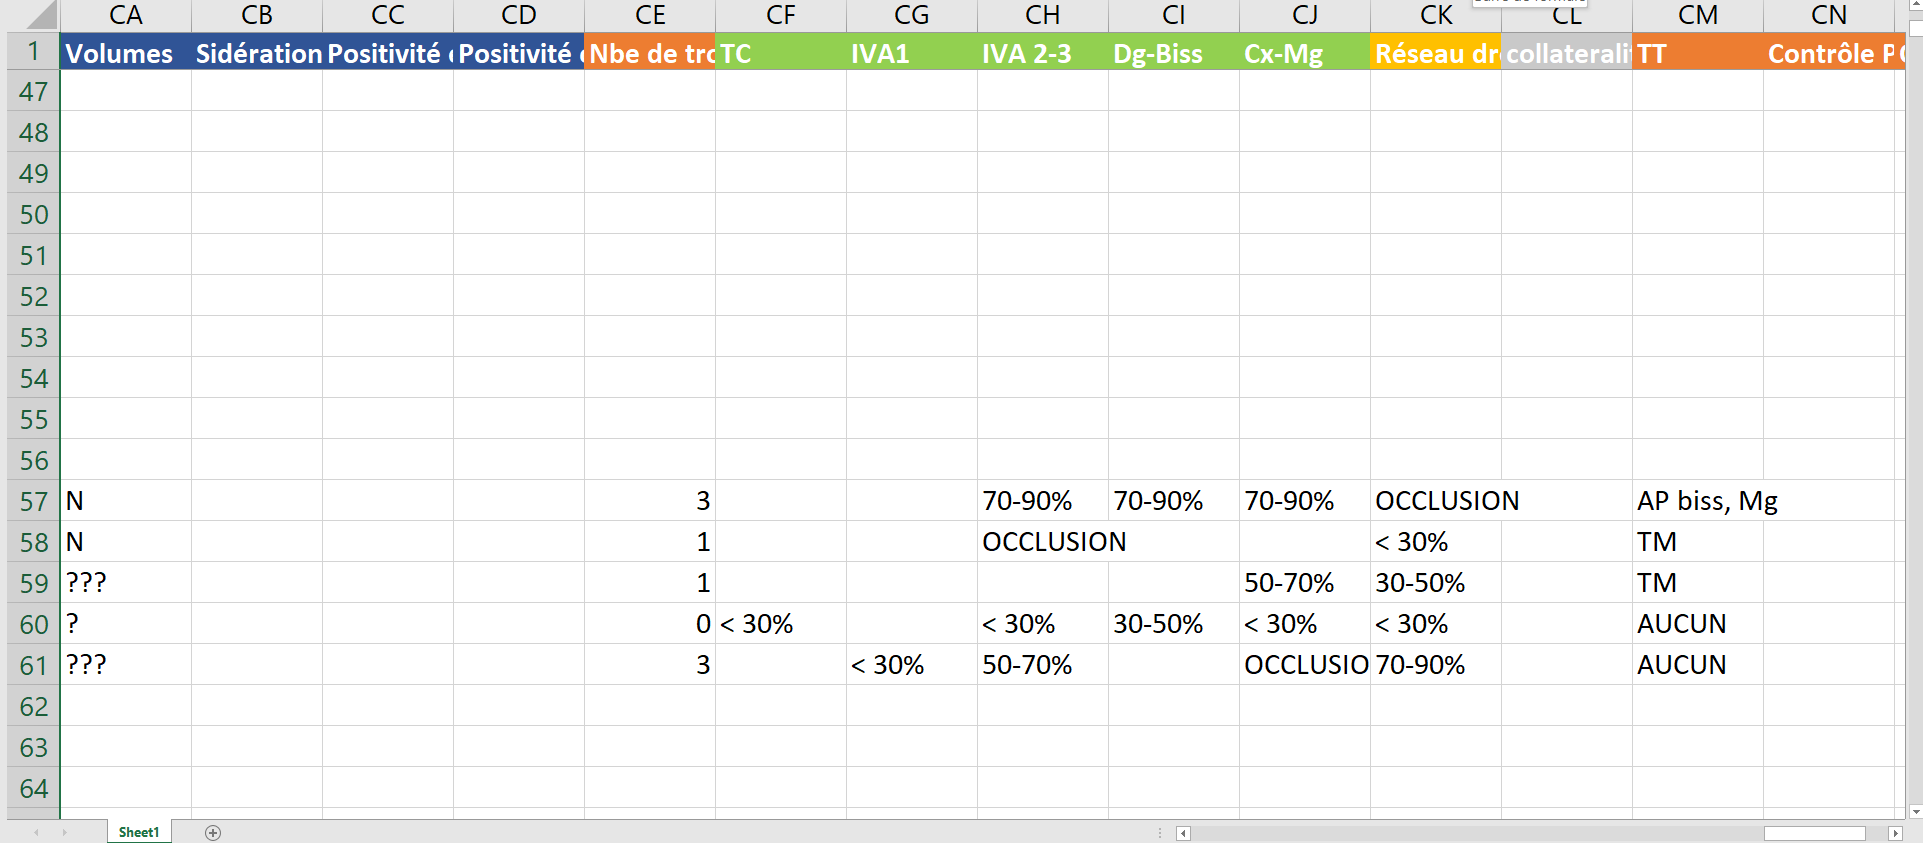 CA CB CC CD CE CF CG CH CI CJ CK CL CM CN
1 Volumes Sidération Positivité Positivité Nbe de tro TC IVA1 IVA 2-3 Dg-Biss Cx-Mg Réseau dr collaterali TT Contrôle P
47
48
49
50
51
52
53
54
55
56
57 N 3 70-90% 70-90% 70-90% OCCLUSION AP biss, Mg
58 N 1 OCCLUSION < 30% TM
59 ??? 1 50-70% 30-50% TM
60 ? 0 < 30% < 30% 30-50% < 30% < 30% AUCUN
61 ??? 3 < 30% 50-70% OCCLUSIO 70-90% AUCUN
62
63
64
Sheet1